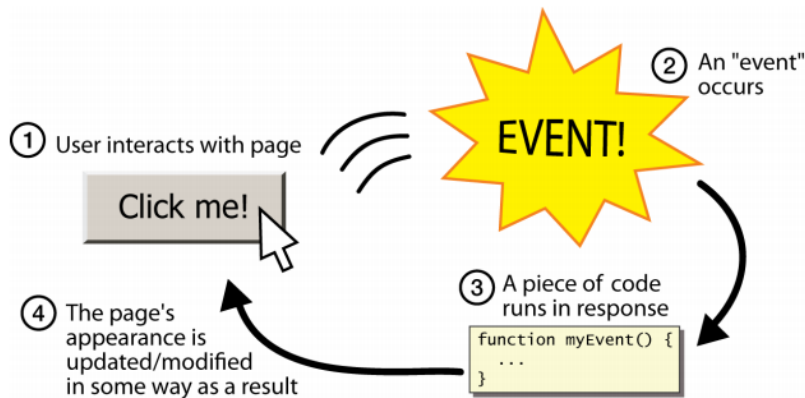 1 User interacts with page
Click me!
EVENT!
2 An "event"
occurs
3 A piece of code
runs in response
function myEvent() {
...
}
4 The page's
appearance is
updated/modified
in some way as a result